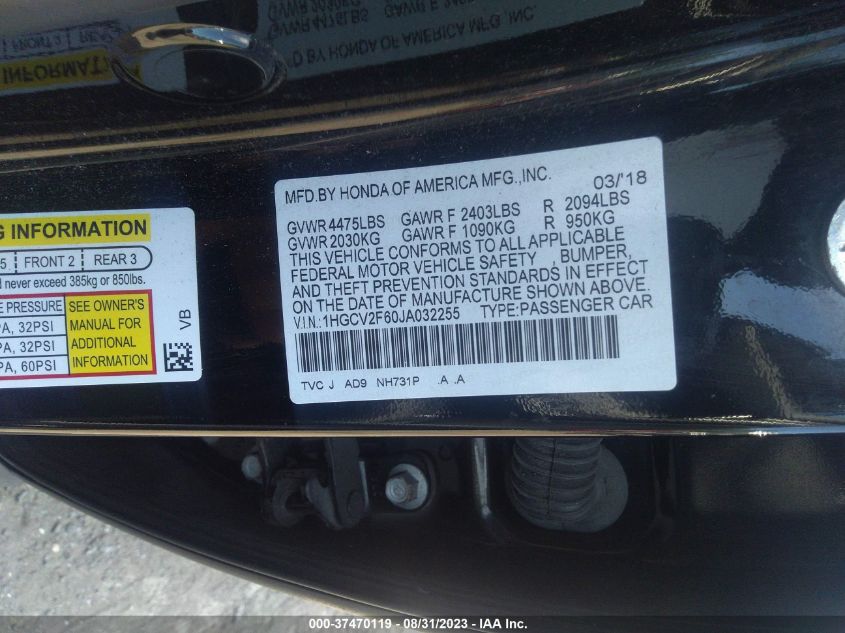 MFD.BY HONDA OF AMERICA MFG.,INC. 03/'18
GVWR 4475LBS GAWR F 2403LBS R 2094LBS
GVWR 2030KG GAWR F 1090KG R 950KG
THIS VEHICLE CONFORMS TO ALL APPLICABLE
FEDERAL MOTOR VEHICLE SAFETY , BUMPER,
AND THEFT PREVENTION STANDARDS IN EFFECT
ON THE DATE OF MANUFACTURE SHOWN ABOVE.
V.I.N.:1HGCV2F60JA032255 TYPE:PASSENGER CAR
TVC J AD9 NH731P .A .A
G INFORMATION
5 FRONT 2 REAR 3
d never exceed 385kg or 850lbs.
E PRESSURE
PA, 32PSI
PA, 32PSI
PA, 60PSI
SEE OWNER'S
MANUAL FOR
ADDITIONAL
INFORMATION
VB
000-37470119 - 08/31/2023 - IAA Inc.